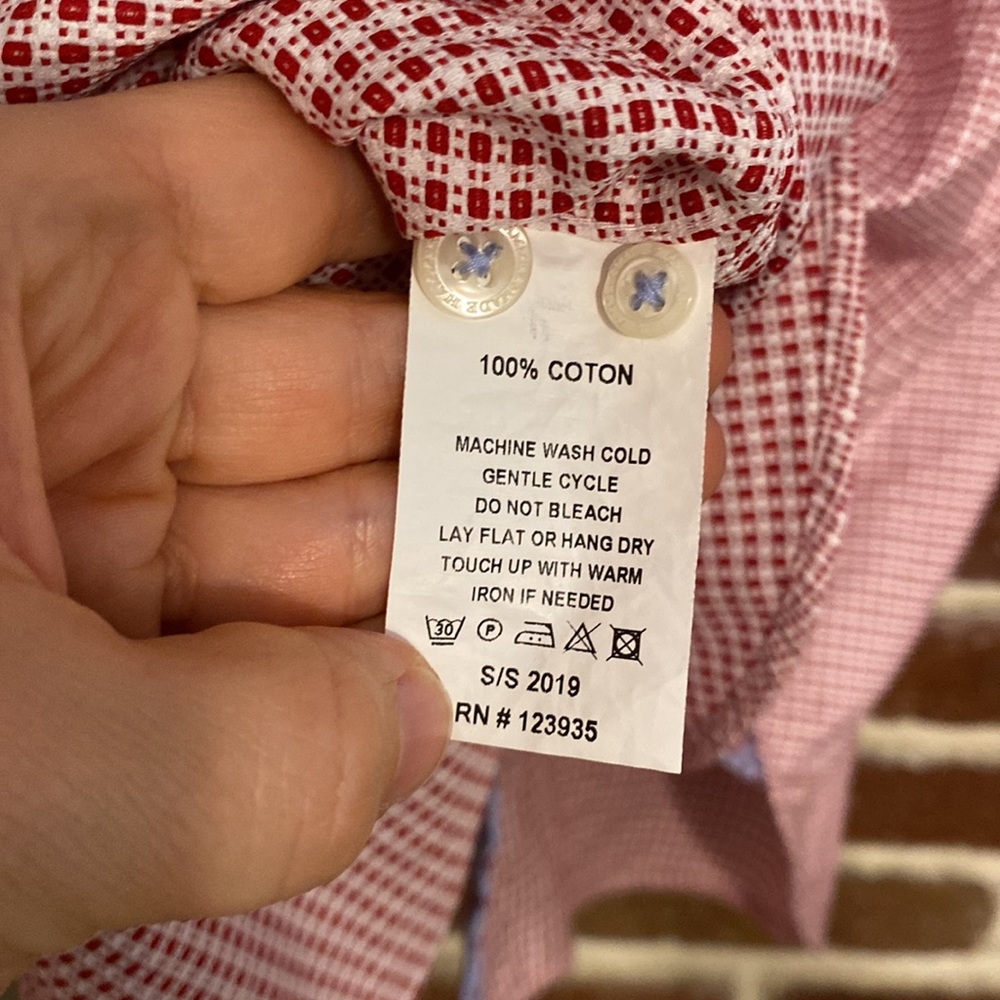 100% COTON
MACHINE WASH COLD
GENTLE CYCLE
DO NOT BLEACH
LAY FLAT OR HANG DRY
TOUCH UP WITH WARM
IRON IF NEEDED
30 P
S/S 2019
RN # 123935